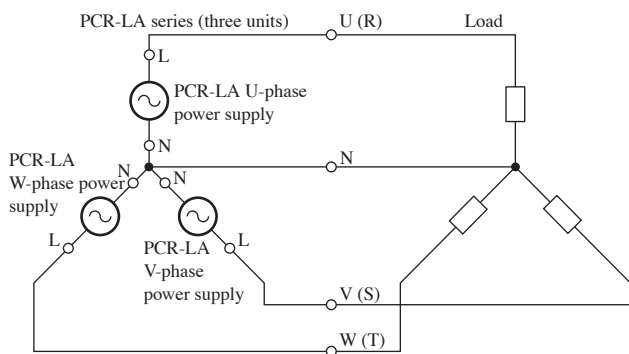 PCR-LA series (three units)
U (R)
Load
L
PCR-LA U-phase
power supply
N
N
PCR-LA
W-phase power
supply
N
N
L
L
PCR-LA
V-phase
power supply
V (S)
W (T)